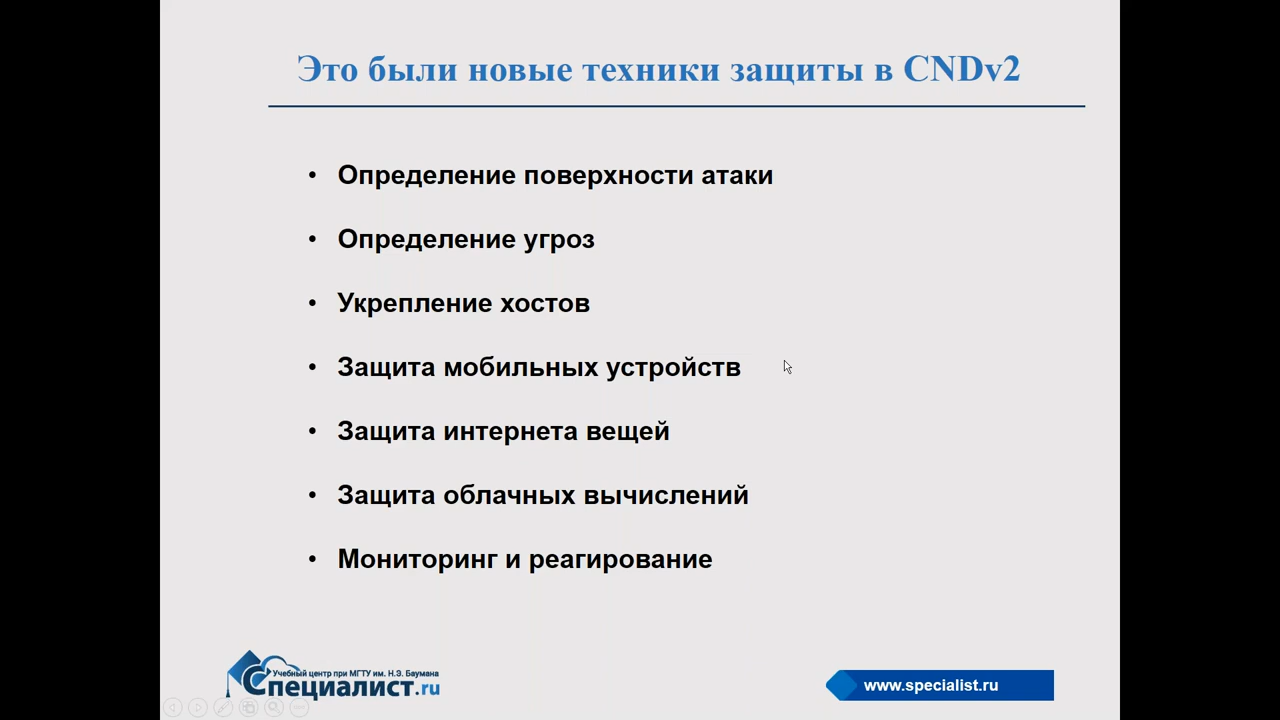 Это были новые техники защиты в CNDv2
• Определение поверхности атаки
• Определение угроз
• Укрепление хостов
• Защита мобильных устройств
• Защита интернета вещей
• Защита облачных вычислений
• Мониторинг и реагирование
Учебный центр при МГТУ им. Н.Э. Баумана
Специалист.ru
www.specialist.ru